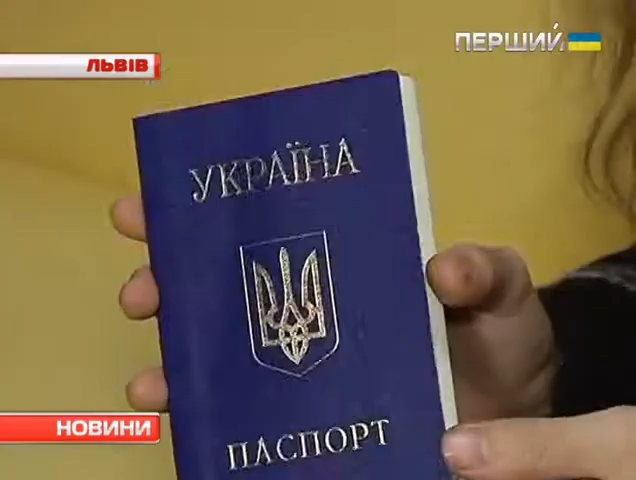 ПЕРШИЙ
ЛЬВІВ
УКРАЇНА
НОВИНИ
ПАСПОРТ